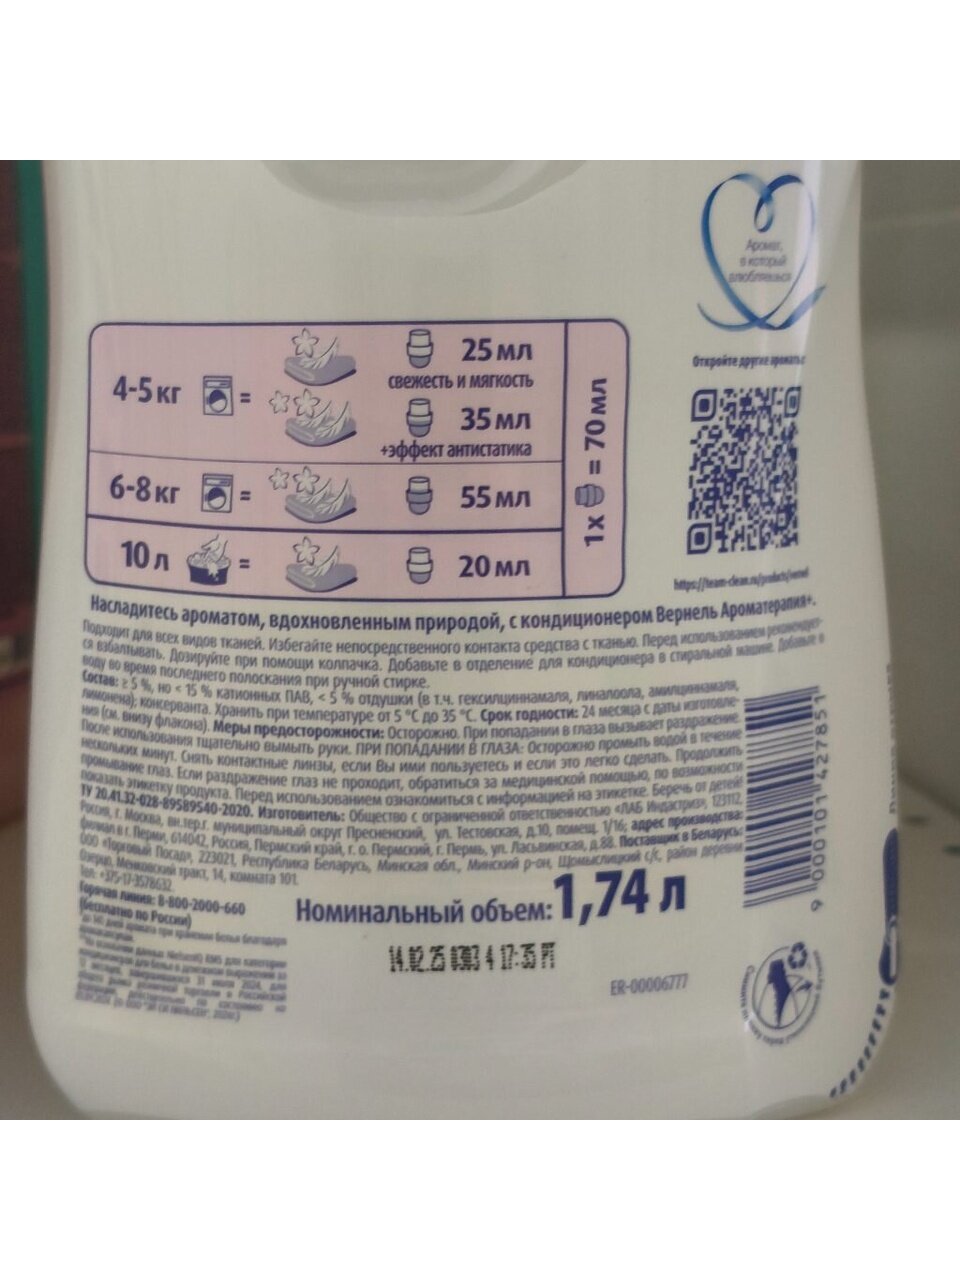 Аромат,
в который
влюбляешься
Откройте другие ароматы
4-5 кг = 25 мл
свежесть и мягкость
35 мл
+эффект антистатика
6-8 кг = 55 мл
10 л = 20 мл
1х = 70 мл
Насладитесь ароматом, вдохновленным природой, с кондиционером Вернель Ароматерапия+.
Подходит для всех видов тканей. Избегайте непосредственного контакта средства с тканью. Перед использованием рекомендует-
ся взбалтывать. Дозируйте при помощи колпачка. Добавьте в отделение для кондиционера в стиральной машине. Добавьте в
воду во время последнего полоскания при ручной стирке.
Состав: ≥ 5 %, но < 15 % катионных ПАВ, < 5 % отдушки (в т.ч. гексилциннамаля, линалоола, амилциннамаля,
лимонена); консерванта. Хранить при температуре от 5 °С до 35 °С. Срок годности: 24 месяца с даты изготовле-
ния (см. внизу флакона). Меры предосторожности: Осторожно. При попадании в глаза вызывает раздражение.
После использования тщательно вымыть руки. ПРИ ПОПАДАНИИ В ГЛАЗА: Осторожно промыть водой в течение
нескольких минут. Снять контактные линзы, если Вы ими пользуетесь и если это легко сделать. Продолжить
промывание глаз. Если раздражение глаз не проходит, обратиться за медицинской помощью, по возможности
показать этикетку продукта. Перед использованием ознакомиться с информацией на этикетке. Беречь от детей!
ТУ 20.41.32-028-89589540-2020. Изготовитель: Общество с ограниченной ответственностью «ЛАБ Индастриз», 123112,
Россия, г. Москва, вн.тер.г. муниципальный округ Пресненский, ул. Тестовская, д.10, помещ. 1/16; адрес производства:
филиал в г. Перми, 614042, Россия, Пермский край, г. о. Пермский, г. Пермь, ул. Ласьвинская, д.88. Поставщик в Беларусь:
ООО «Торговый Посад», 223021, Республика Беларусь, Минская обл., Минский р-он, Щомыслицкий с/с, район деревни
Озерцо, Менковский тракт, 14, комната 101.
Тел: +375-17-3578632.
Горячая линия: 8-800-2000-660
(бесплатно по России)
Номинальный объем: 1,74 л
ER-00006777
9 000101 427851